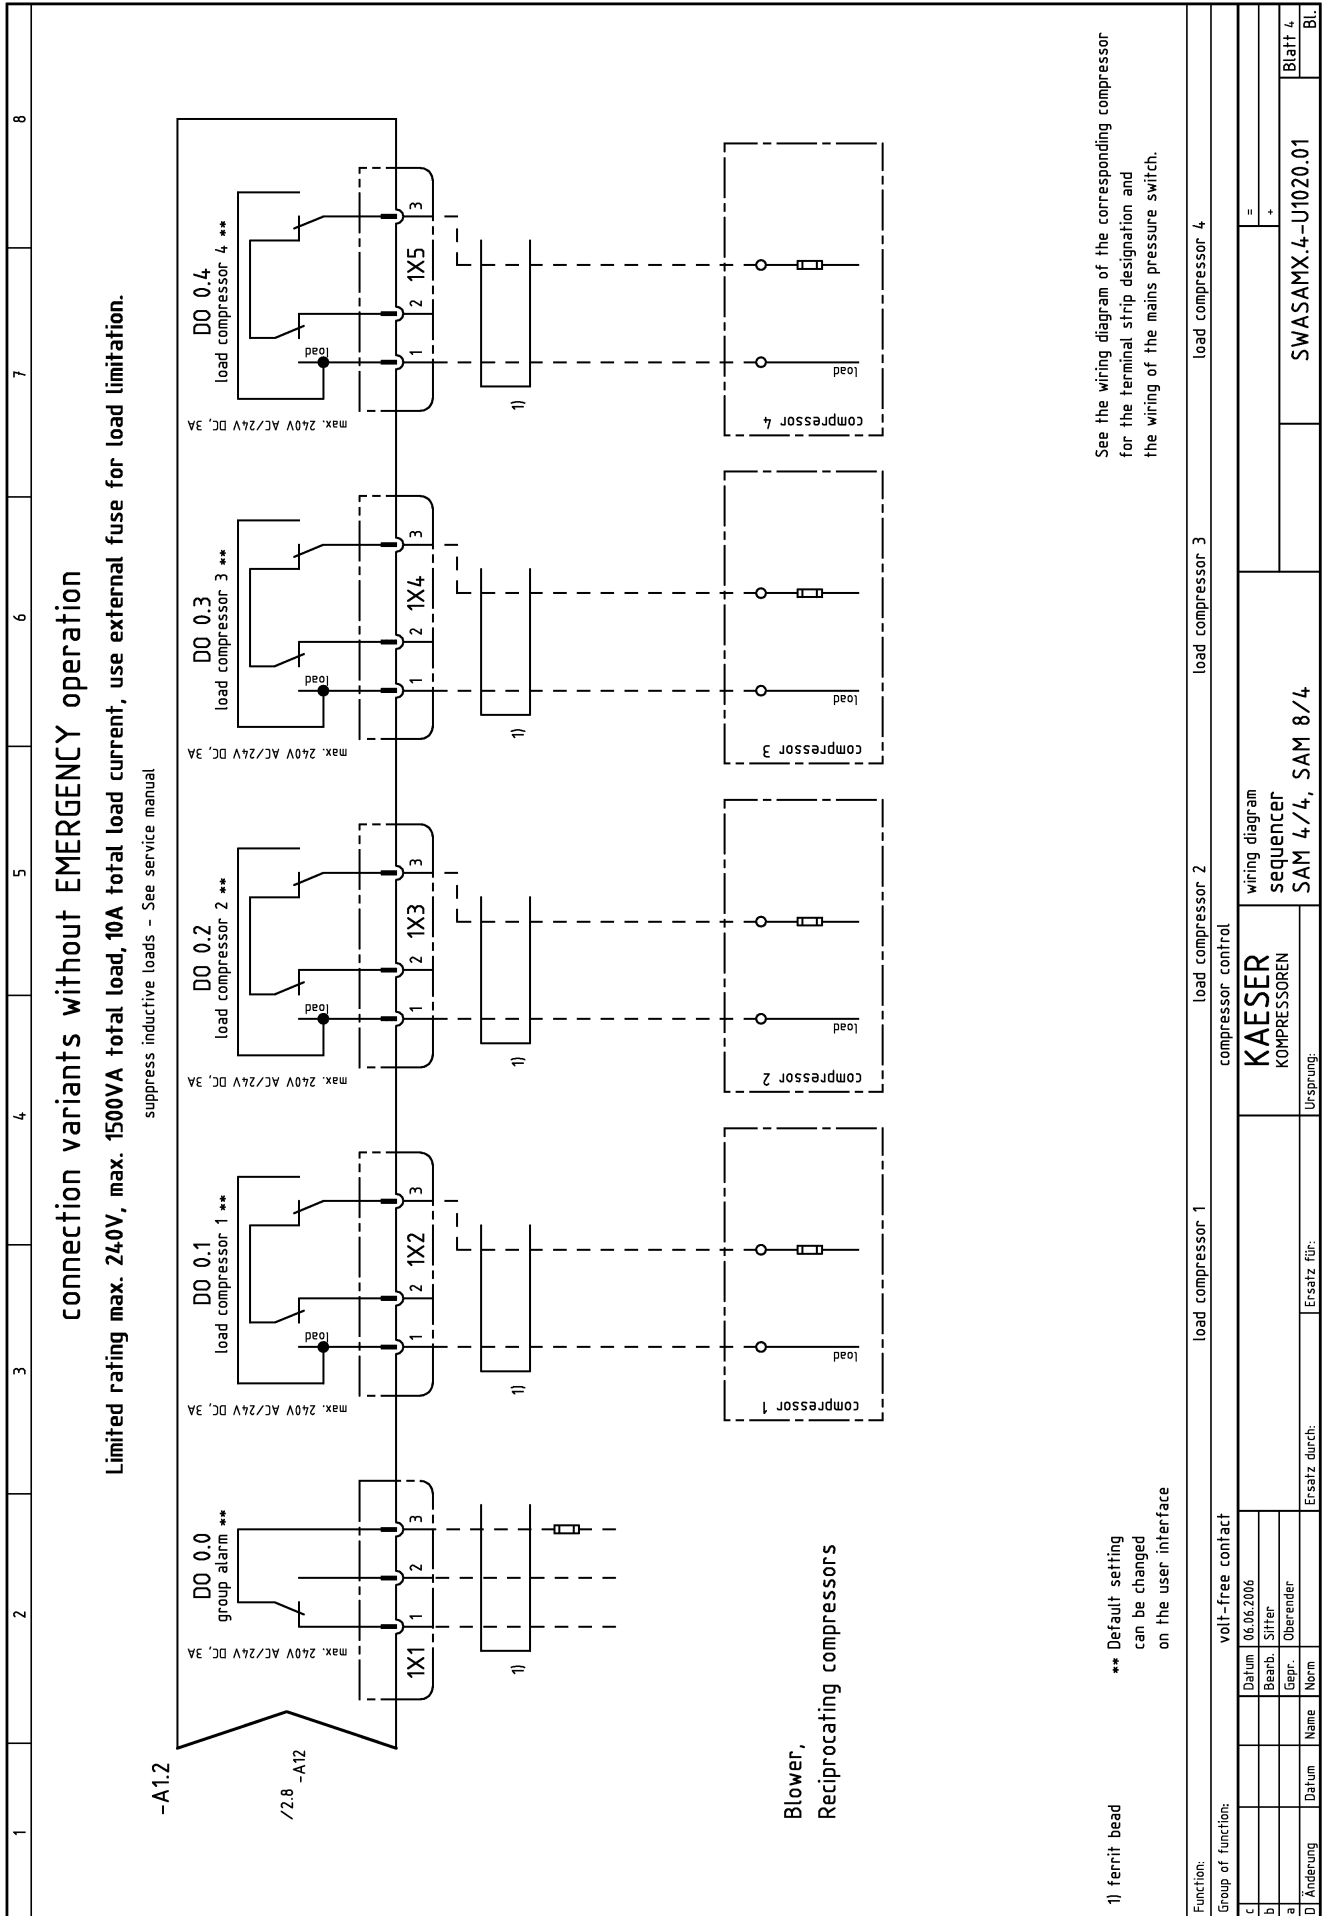 1 2 3 4 5 6 7 8
connection variants without EMERGENCY operation
Limited rating max. 240V, max. 1500VA total load, 10A total load current, use external fuse for load limitation.
suppress inductive loads - See service manual
-A1.2
/2.8 -A12
DO 0.0
group alarm **
max. 240V AC/24V DC, 3A
1X1
1 2 3
1)
DO 0.1
load compressor 1 **
max. 240V AC/24V DC, 3A
load
1X2
1 2 3
1)
compressor 1
load
DO 0.2
load compressor 2 **
max. 240V AC/24V DC, 3A
load
1X3
1 2 3
1)
compressor 2
load
DO 0.3
load compressor 3 **
max. 240V AC/24V DC, 3A
load
1X4
1 2 3
1)
compressor 3
load
DO 0.4
load compressor 4 **
max. 240V AC/24V DC, 3A
load
1X5
1 2 3
1)
compressor 4
load
Blower,
Reciprocating compressors
1) ferrit bead
** Default setting
can be changed
on the user interface
See the wiring diagram of the corresponding compressor
for the terminal strip designation and
the wiring of the mains pressure switch.
Function: load compressor 1 load compressor 2 load compressor 3 load compressor 4
Group of function: volt-free contact compressor control
c Datum 06.06.2006
b Bearb. Sitter
a Gepr. Oberender
D Änderung Datum Name Norm Ersatz durch: Ersatz für: Ursprung:
KAESER
KOMPRESSOREN
wiring diagram
sequencer
SAM 4/4, SAM 8/4
=
+
SWASAMX.4-U1020.01
Blatt 4
Bl.